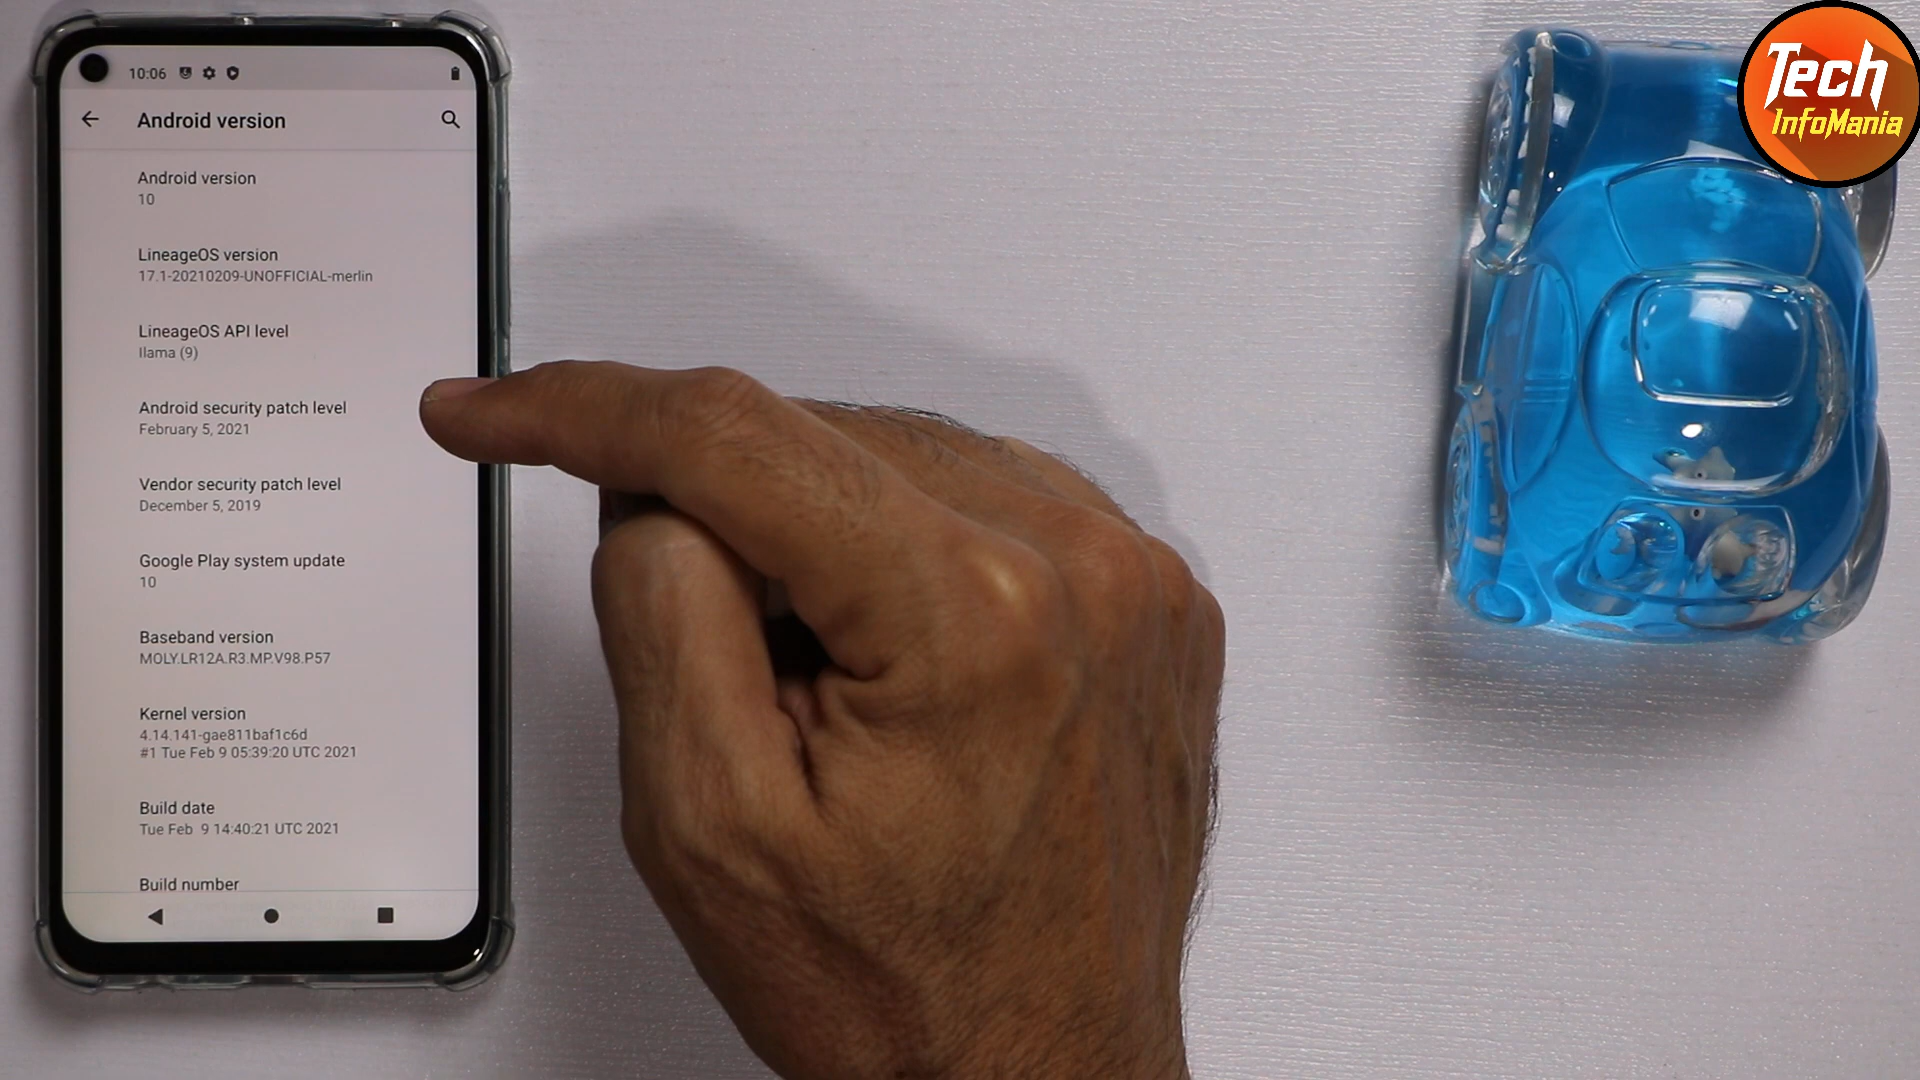 10:06
Android version
Android version
10
LineageOS version
17.1-20210209-UNOFFICIAL-merlin
LineageOS API level
llama (9)
Android security patch level
February 5, 2021
Vendor security patch level
December 5, 2019
Google Play system update
10
Baseband version
MOLY.LR12A.R3.MP.V98.P57
Kernel version
4.14.141-gae811baf1c6d
#1 Tue Feb 9 05:39:20 UTC 2021
Build date
Tue Feb 9 14:40:21 UTC 2021
Build number
Tech
InfoMania